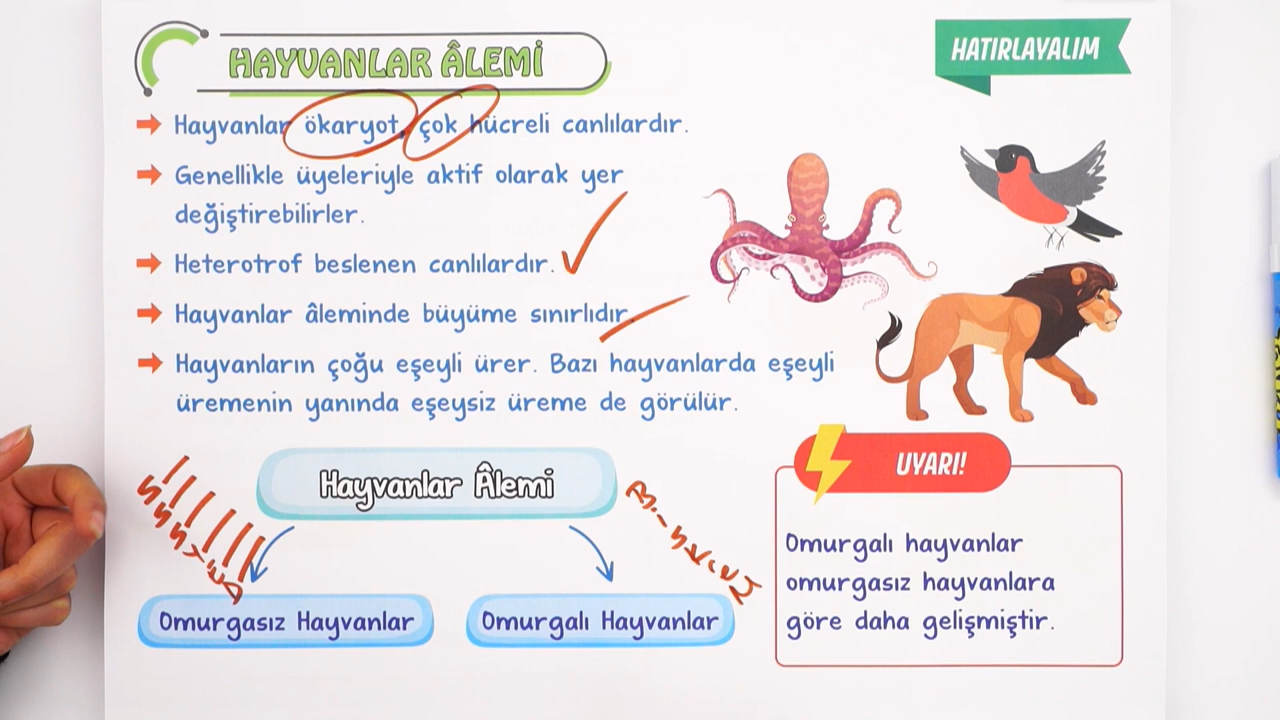 HAYVANLAR ÂLEMİ
HATIRLAYALIM
Hayvanlar ökaryot, çok hücreli canlılardır.
Genellikle üyeleriyle aktif olarak yer
değiştirebilirler.
Heterotrof beslenen canlılardır.
Hayvanlar âleminde büyüme sınırlıdır.
Hayvanların çoğu eşeyli ürer. Bazı hayvanlarda eşeyli
üremenin yanında eşeysiz üreme de görülür.
Hayvanlar Âlemi
Omurgasız Hayvanlar
Omurgalı Hayvanlar
UYARI!
Omurgalı hayvanlar
omurgasız hayvanlara
göre daha gelişmiştir.